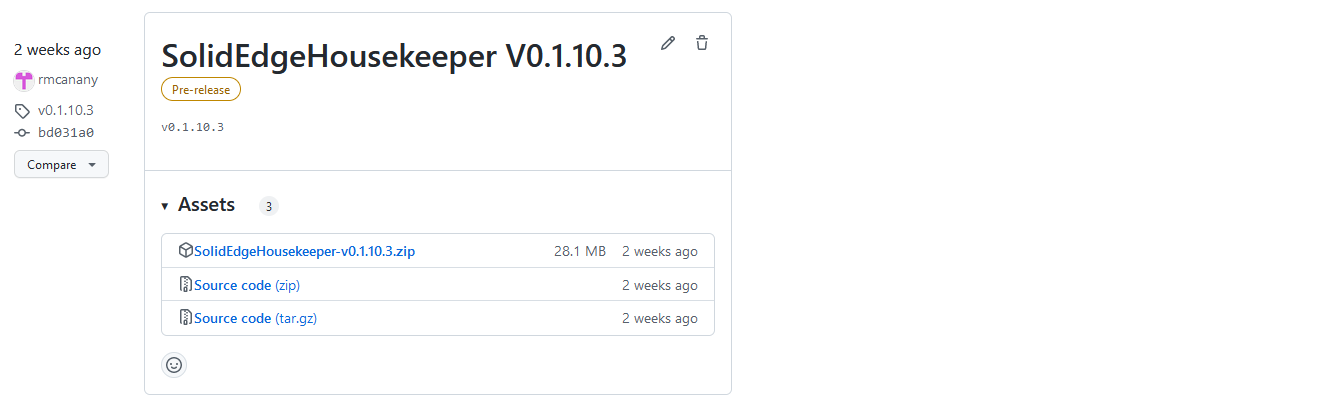 2 weeks ago
rmcanany
v0.1.10.3
bd031a0
Compare
SolidEdgeHousekeeper V0.1.10.3
Pre-release
v0.1.10.3
Assets 3
SolidEdgeHousekeeper-v0.1.10.3.zip 28.1 MB 2 weeks ago
Source code (zip) 2 weeks ago
Source code (tar.gz) 2 weeks ago